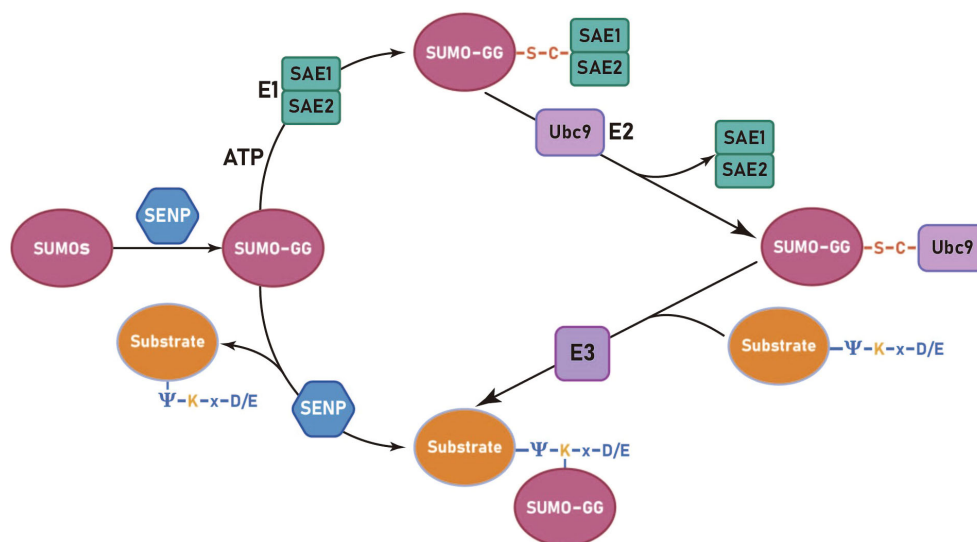 SUMO-GG
-S-C-
SAE1
SAE2
E1
SAE1
SAE2
ATP
Ubc9
E2
SAE1
SAE2
SENP
SUMOs
SUMO-GG
SUMO-GG
-S-C-
Ubc9
Substrate
Ψ-K-x-D/E
E3
Substrate
-Ψ-K-x-D/E
SENP
Substrate
-Ψ-K-x-D/E
SUMO-GG